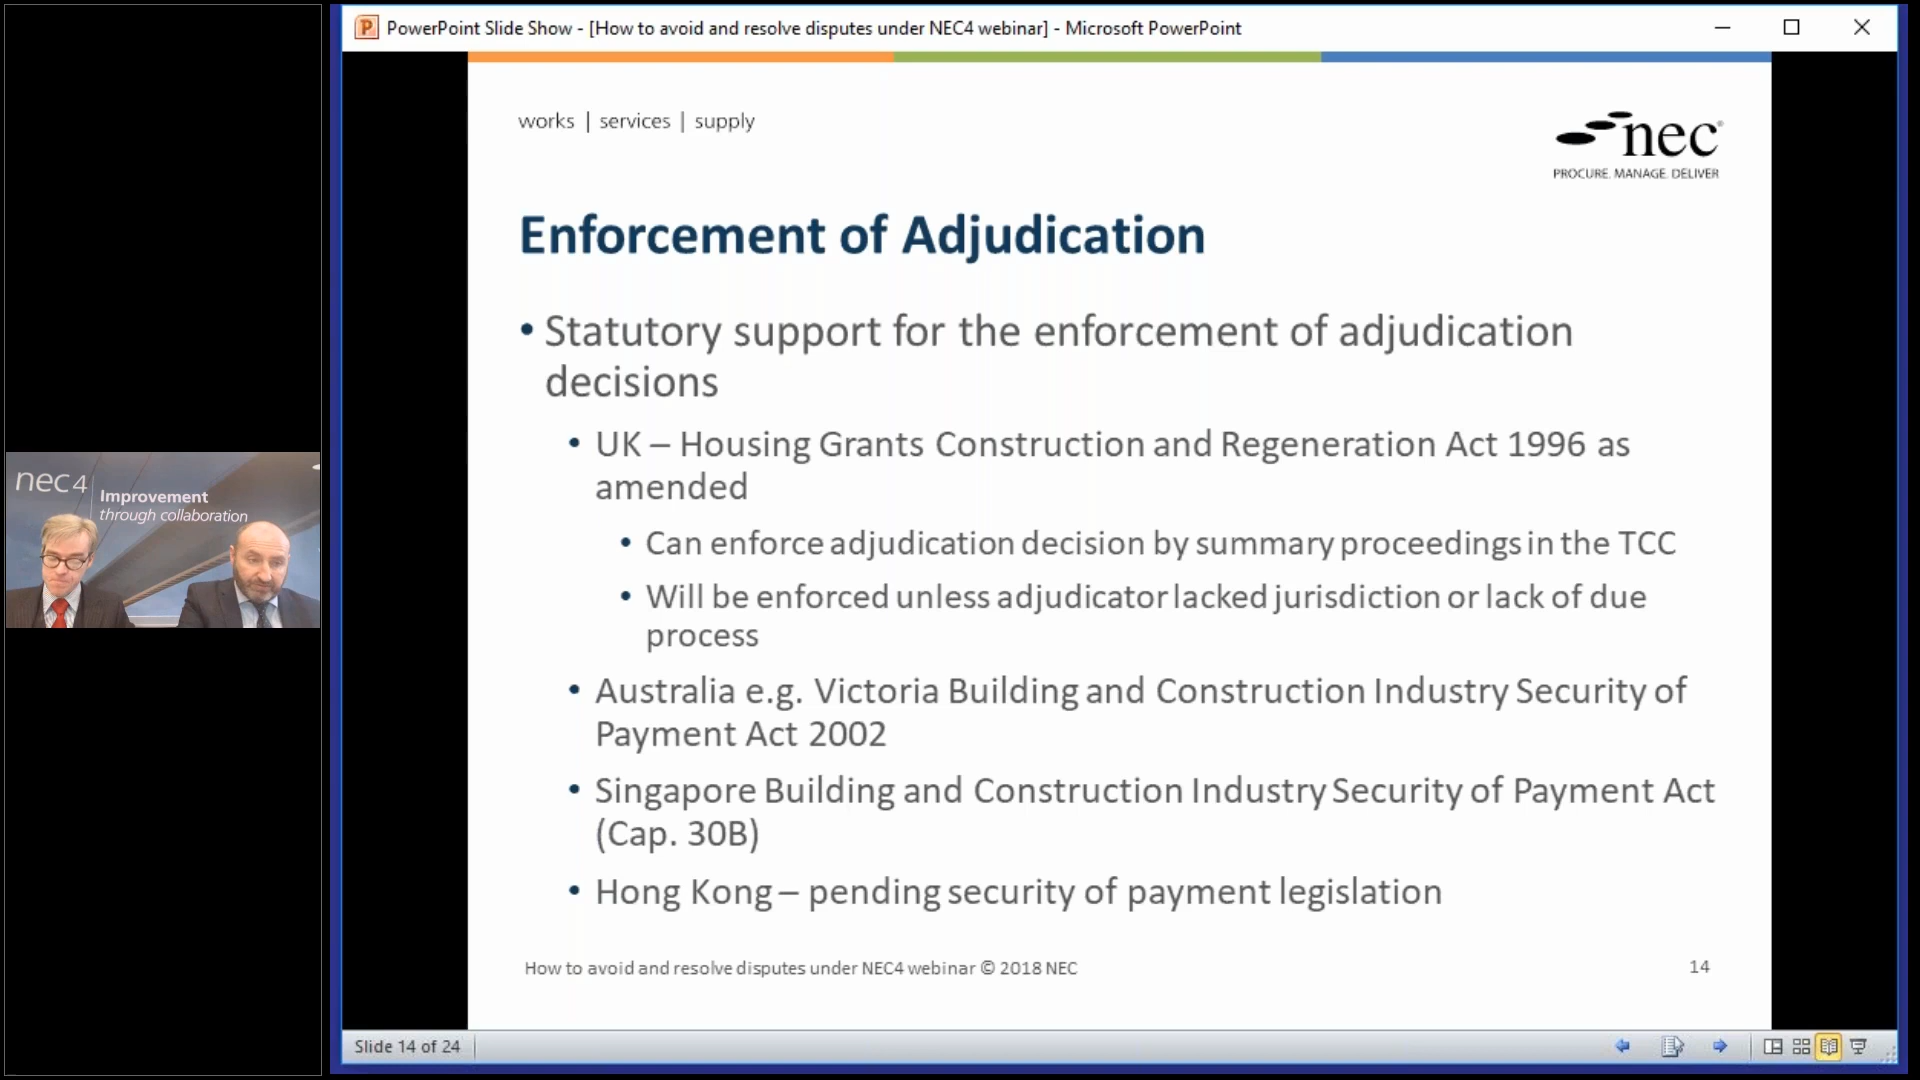 PowerPoint Slide Show - [How to avoid and resolve disputes under NEC4 webinar] - Microsoft PowerPoint
works | services | supply
nec®
PROCURE. MANAGE. DELIVER
Enforcement of Adjudication
• Statutory support for the enforcement of adjudication
decisions
• UK – Housing Grants Construction and Regeneration Act 1996 as
amended
• Can enforce adjudication decision by summary proceedings in the TCC
• Will be enforced unless adjudicator lacked jurisdiction or lack of due
process
• Australia e.g. Victoria Building and Construction Industry Security of
Payment Act 2002
• Singapore Building and Construction Industry Security of Payment Act
(Cap. 30B)
• Hong Kong – pending security of payment legislation
How to avoid and resolve disputes under NEC4 webinar © 2018 NEC
14
Slide 14 of 24
nec4
Improvement
through collaboration